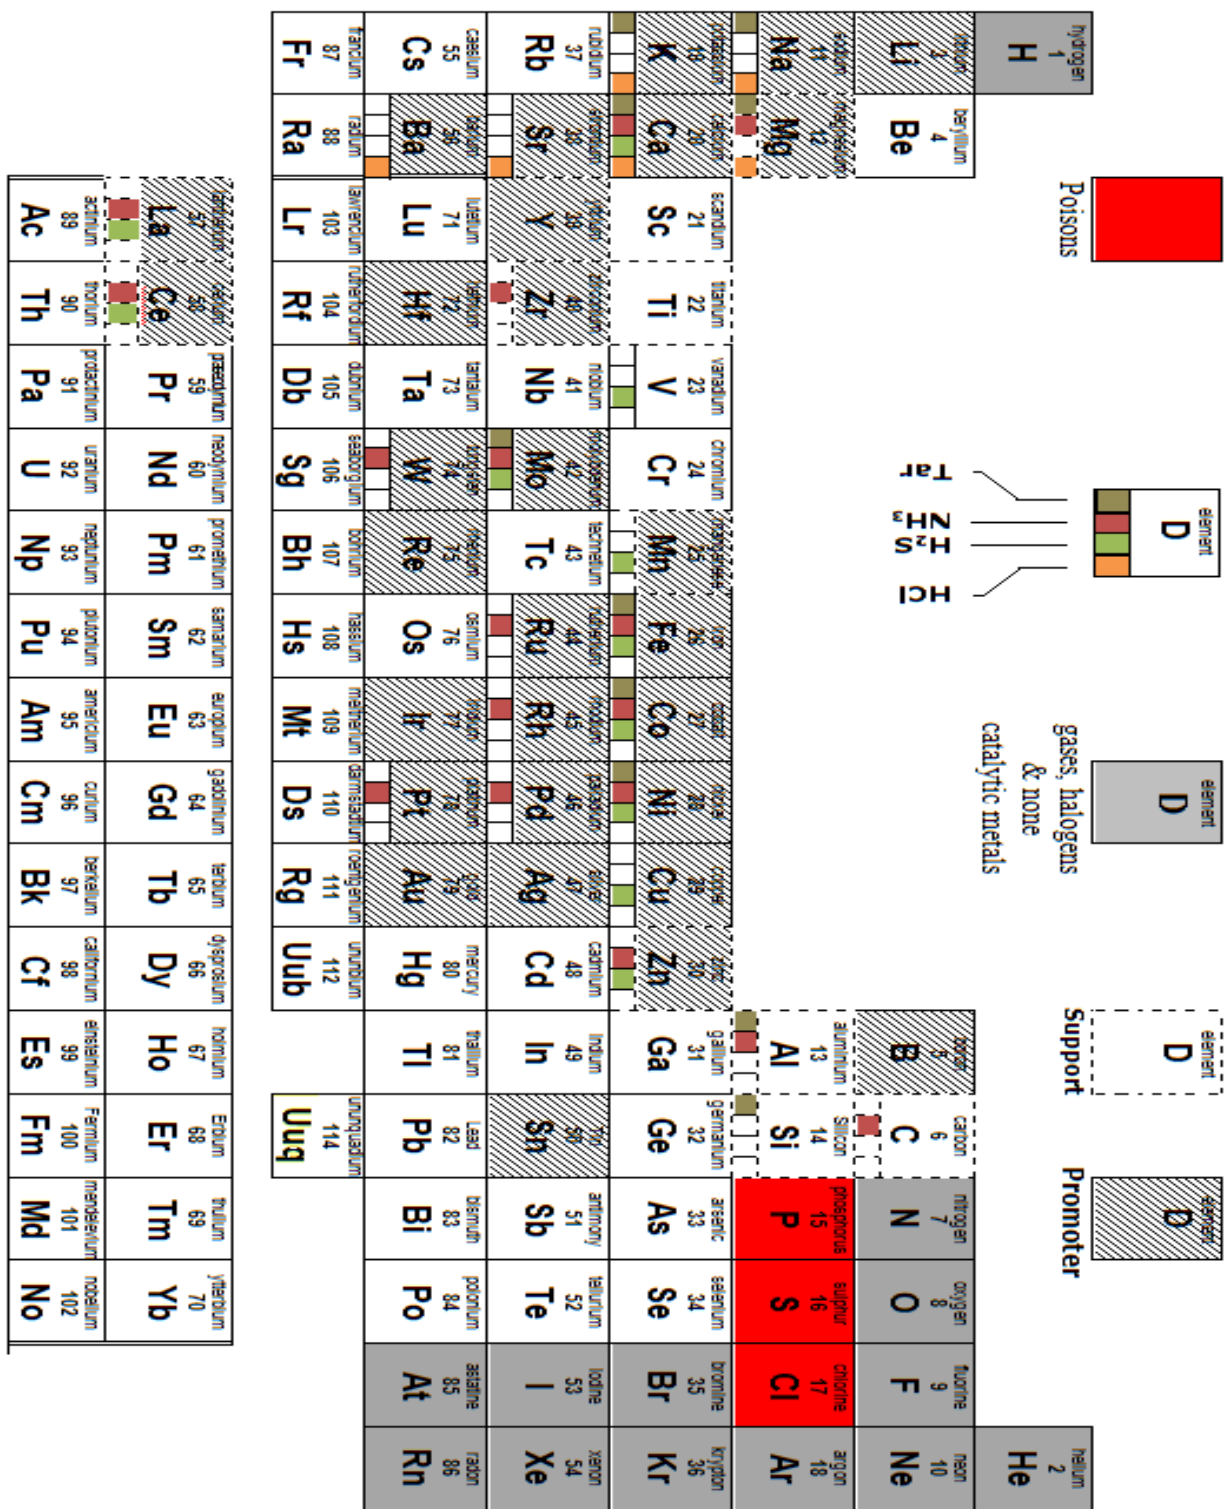 element element element element
D D D D
Poisons
Tar
NH₃
H₂S
HCl
gases, halogens
& none
catalytic metals
Support
Promoter
hydrogen helium
1 2
H He
lithium beryllium boron carbon nitrogen oxygen fluorine neon
3 4 5 6 7 8 9 10
Li Be B C N O F Ne
sodium magnesium aluminium Silicon phosphorus sulphur chlorine argon
11 12 13 14 15 16 17 18
Na Mg Al Si P S Cl Ar
potassium calcium scandium titanium vanadium chromium manganese iron cobalt nickel copper zinc gallium germanium arsenic selenium bromine krypton
19 20 21 22 23 24 25 26 27 28 29 30 31 32 33 34 35 36
K Ca Sc Ti V Cr Mn Fe Co Ni Cu Zn Ga Ge As Se Br Kr
rubidium strontium yttrium zirconium niobium molybdenum technetium ruthenium rhodium palladium silver cadmium Indium Tin antimony tellurium Iodine xenon
37 38 39 40 41 42 43 44 45 46 47 48 49 50 51 52 53 54
Rb Sr Y Zr Nb Mo Tc Ru Rh Pd Ag Cd In Sn Sb Te I Xe
caesium barium lutetium hafnium tantalum tungsten rhenium osmium iridium platinum gold mercury thallium Lead bismuth polonium astatine radon
55 56 71 72 73 74 75 76 77 78 79 80 81 82 83 84 85 86
Cs Ba Lu Hf Ta W Re Os Ir Pt Au Hg Tl Pb Bi Po At Rn
francium radium lawrencium rutherfordium dubnium seaborgium bohrium hassium meitnerium darmstadtium roentgenium ununbium ununquadium
87 88 103 104 105 106 107 108 109 110 111 112 114
Fr Ra Lr Rf Db Sg Bh Hs Mt Ds Rg Uub Uuq
lanthanum cerium neodymium promethium samarium europium gadolinium terbium dysprosium holmium Erbium thulium ytterbium
57 58 59 60 61 62 63 64 65 66 67 68 69 70
La Ce Pr Nd Pm Sm Eu Gd Tb Dy Ho Er Tm Yb
actinium thorium protactinium uranium neptunium plutonium americium curium berkelium californium einsteinium Fermium mendelevium nobelium
89 90 91 92 93 94 95 96 97 98 99 100 101 102
Ac Th Pa U Np Pu Am Cm Bk Cf Es Fm Md No